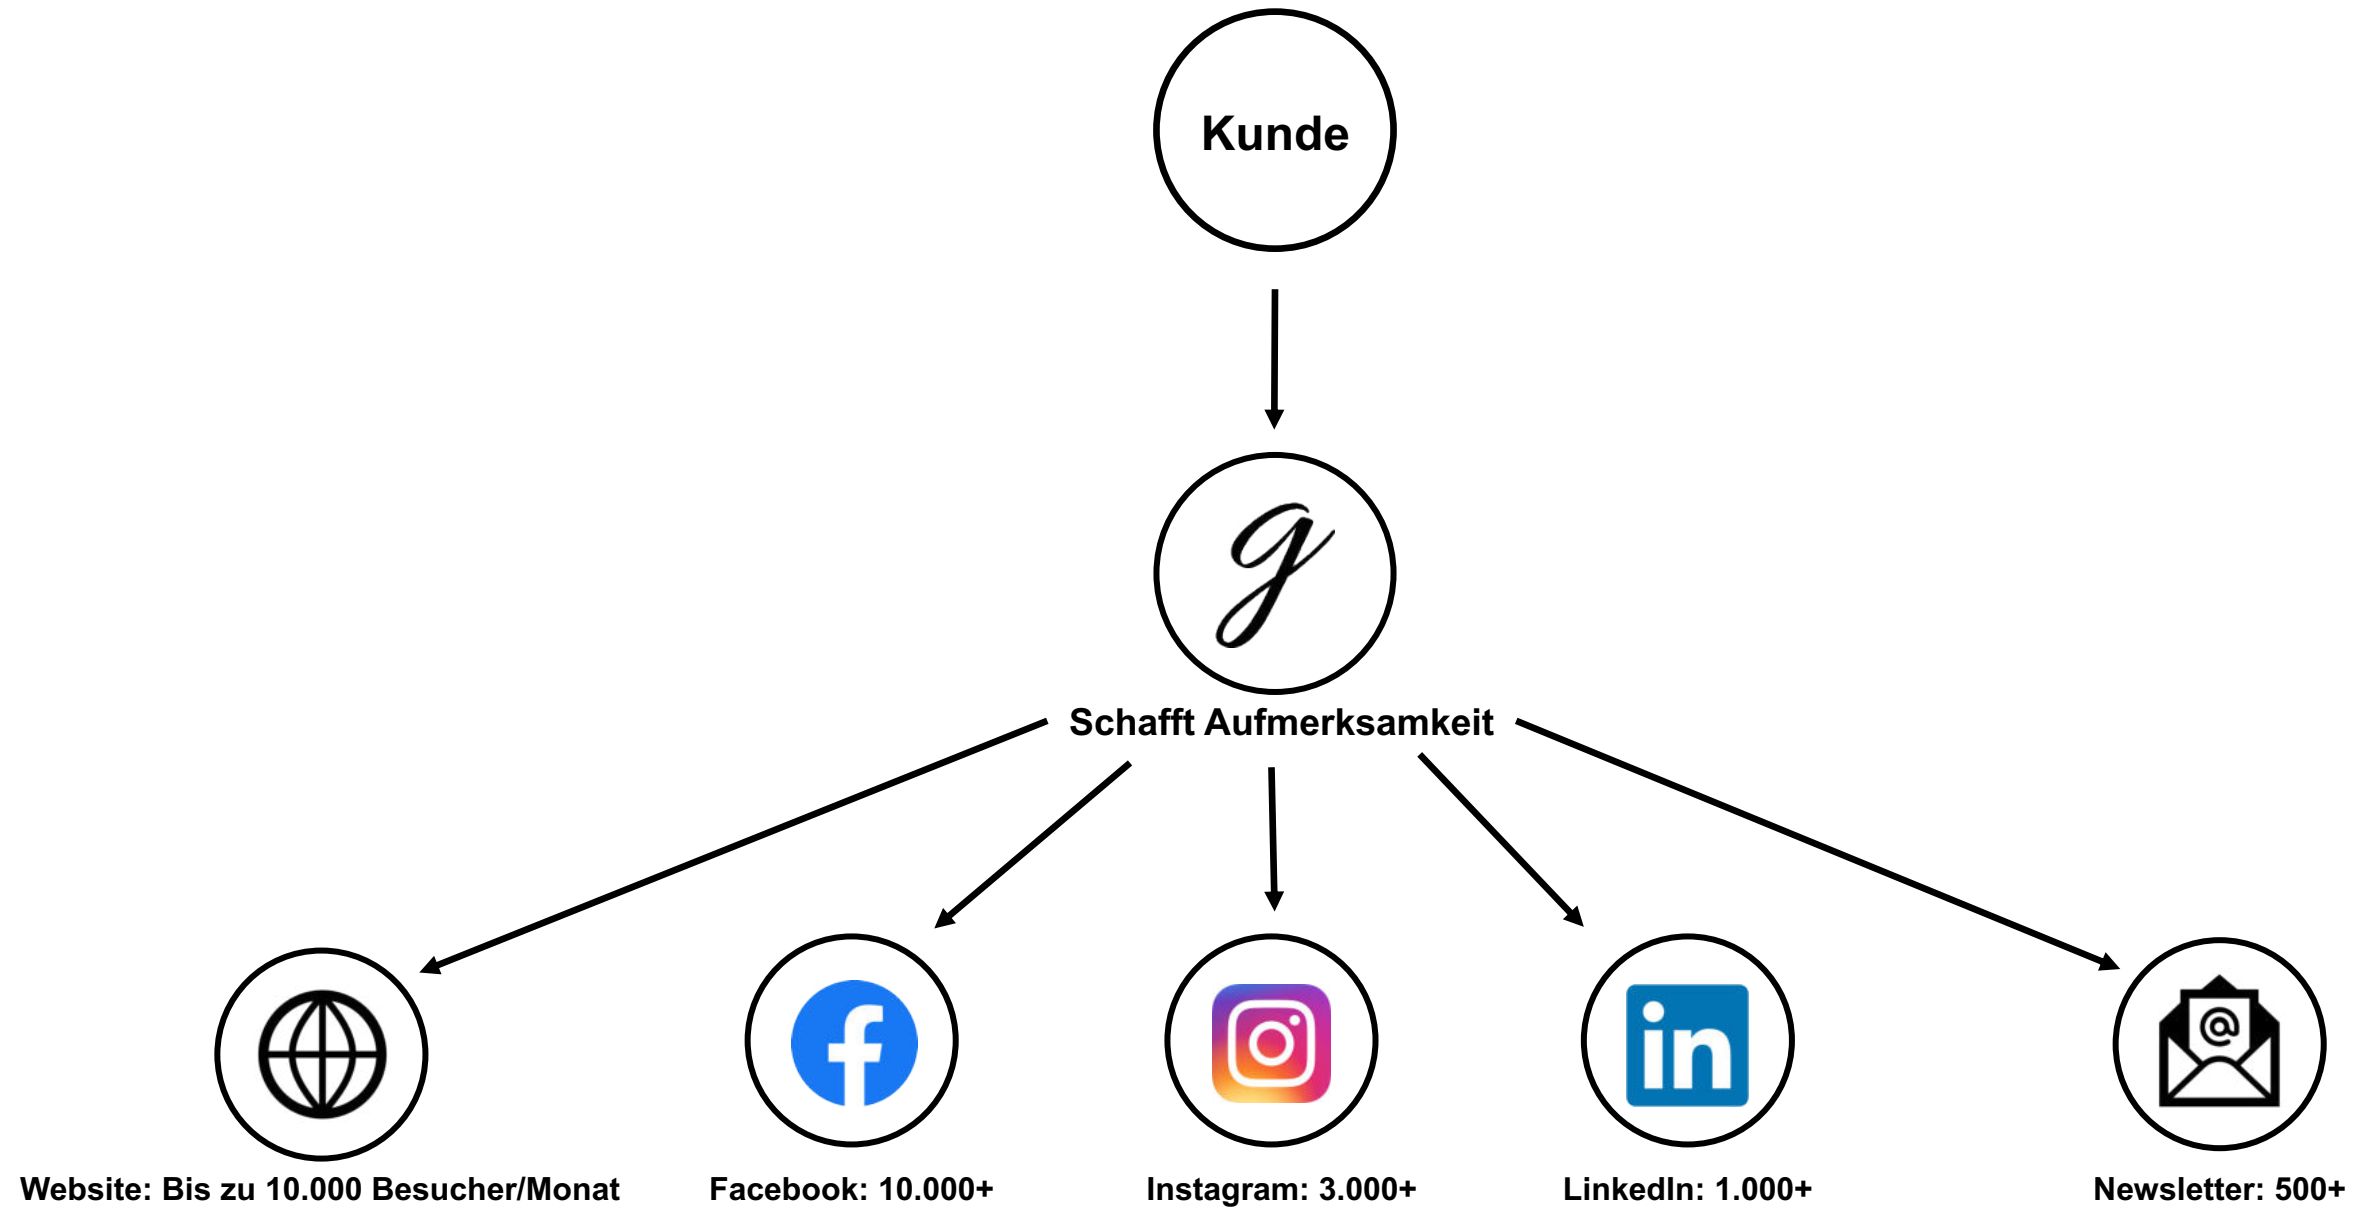 Kunde
g
Schafft Aufmerksamkeit
Website: Bis zu 10.000 Besucher/Monat
Facebook: 10.000+
Instagram: 3.000+
LinkedIn: 1.000+
Newsletter: 500+